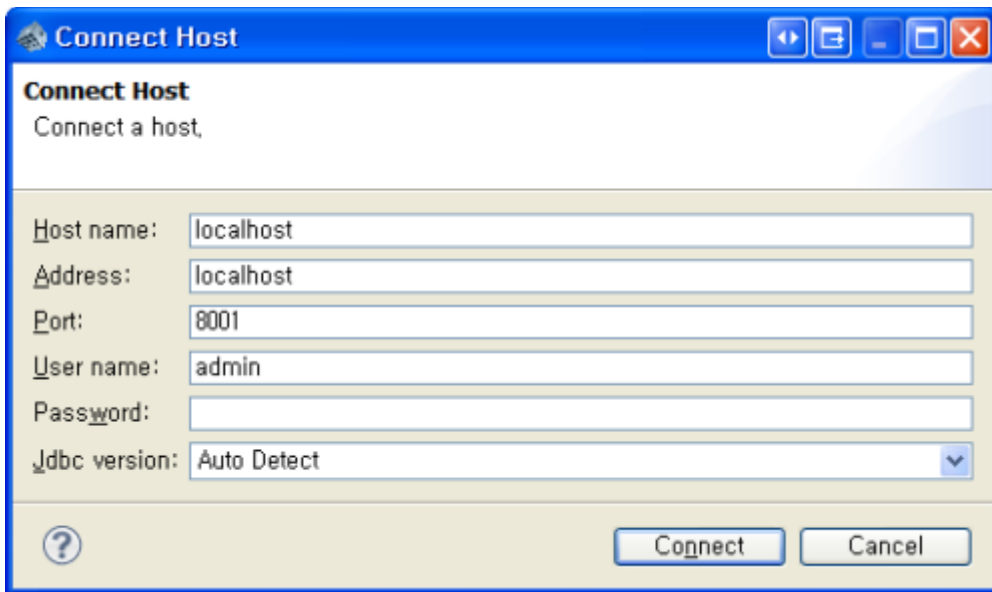 Connect Host
Connect Host
Connect a host.
Host name: localhost
Address: localhost
Port: 8001
User name: admin
Password:
Jdbc version: Auto Detect
? Connect Cancel